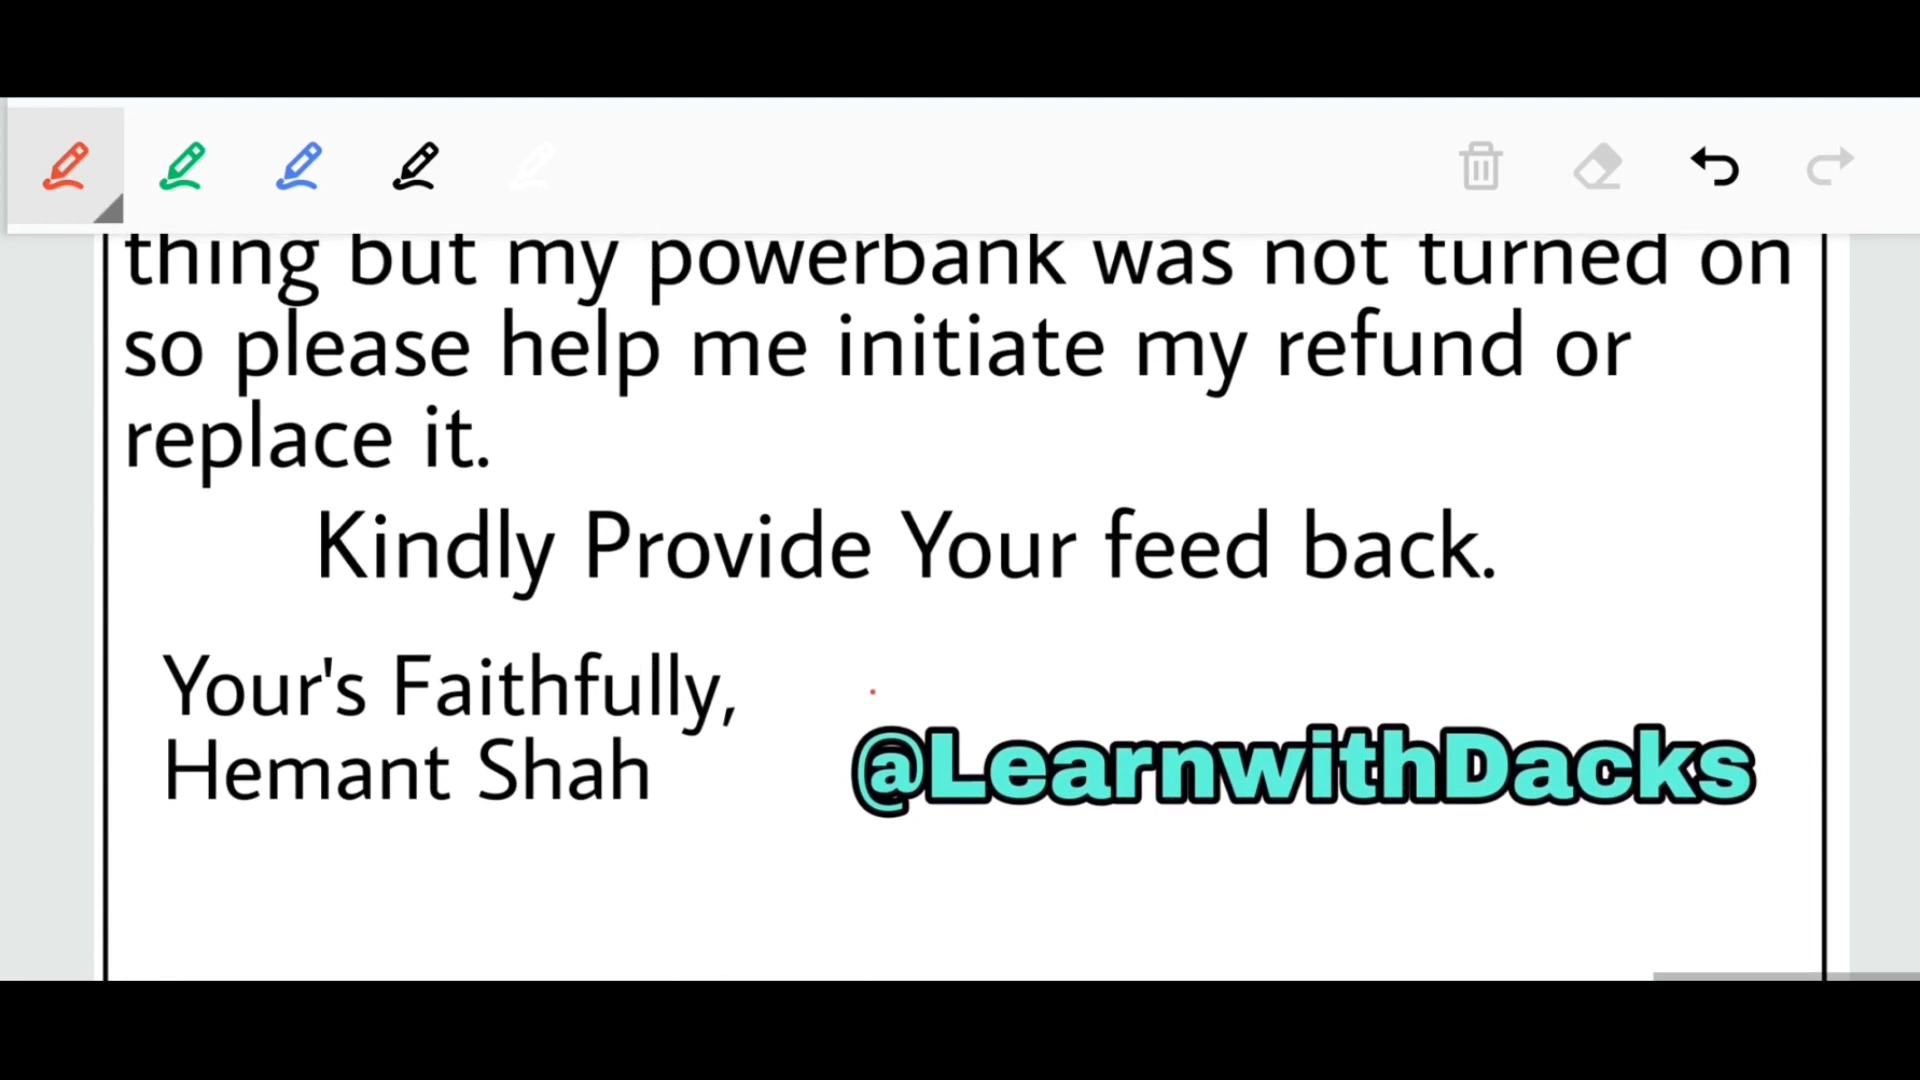 thing but my powerbank was not turned on
so please help me initiate my refund or
replace it.
Kindly Provide Your feed back.
Your's Faithfully,
Hemant Shah
@LearnwithDacks